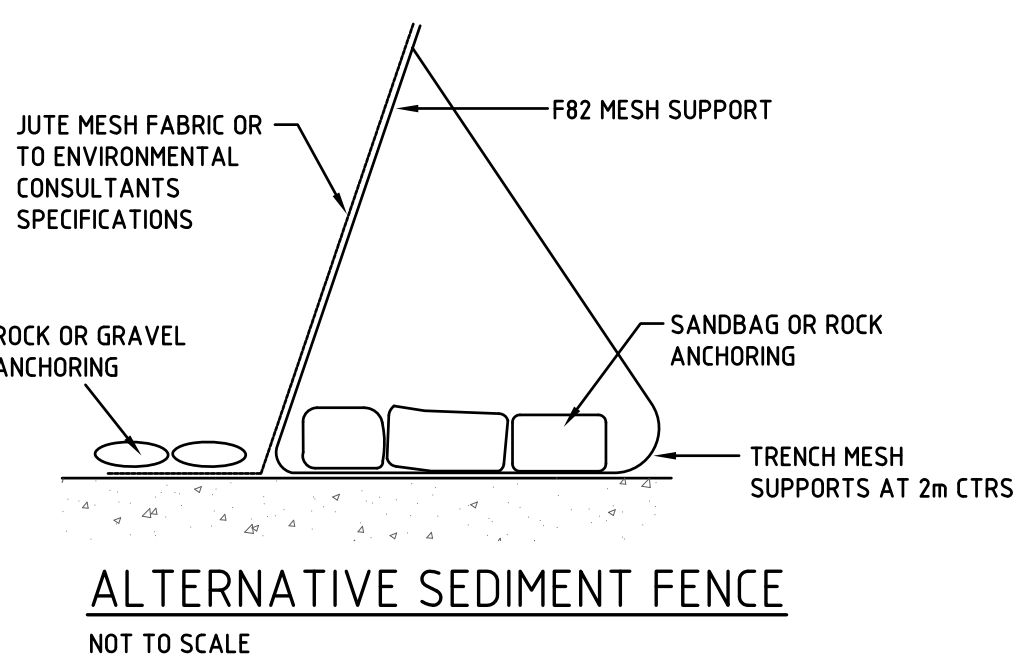 JUTE MESH FABRIC OR
TO ENVIRONMENTAL
CONSULTANTS
SPECIFICATIONS
F82 MESH SUPPORT
ROCK OR GRAVEL
ANCHORING
SANDBAG OR ROCK
ANCHORING
TRENCH MESH
SUPPORTS AT 2m CTRS
ALTERNATIVE SEDIMENT FENCE
NOT TO SCALE